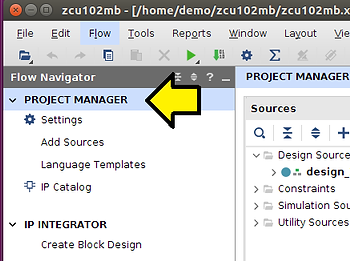 zcu102mb - [/home/demo/zcu102mb/zcu102mb.x
File Edit Flow Tools Reports Window Layout Vi
Flow Navigator
PROJECT MANAGER
Settings
Add Sources
Language Templates
IP Catalog
IP INTEGRATOR
Create Block Design
PROJECT MANAGER
Sources
Design Source
design_
Constraints
Simulation Sour
Utility Sources